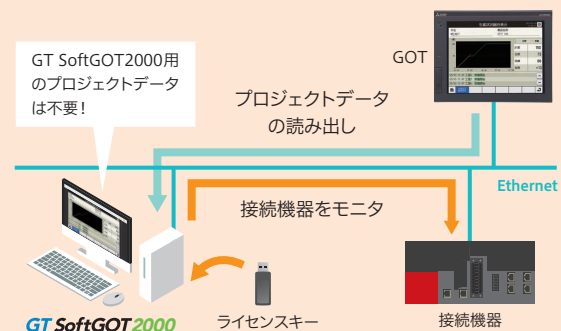 GT SoftGOT2000用
のプロジェクトデータ
は不要!
GOT
プロジェクトデータ
の読み出し
Ethernet
接続機器をモニタ
GT SoftGOT2000
ライセンスキー
接続機器